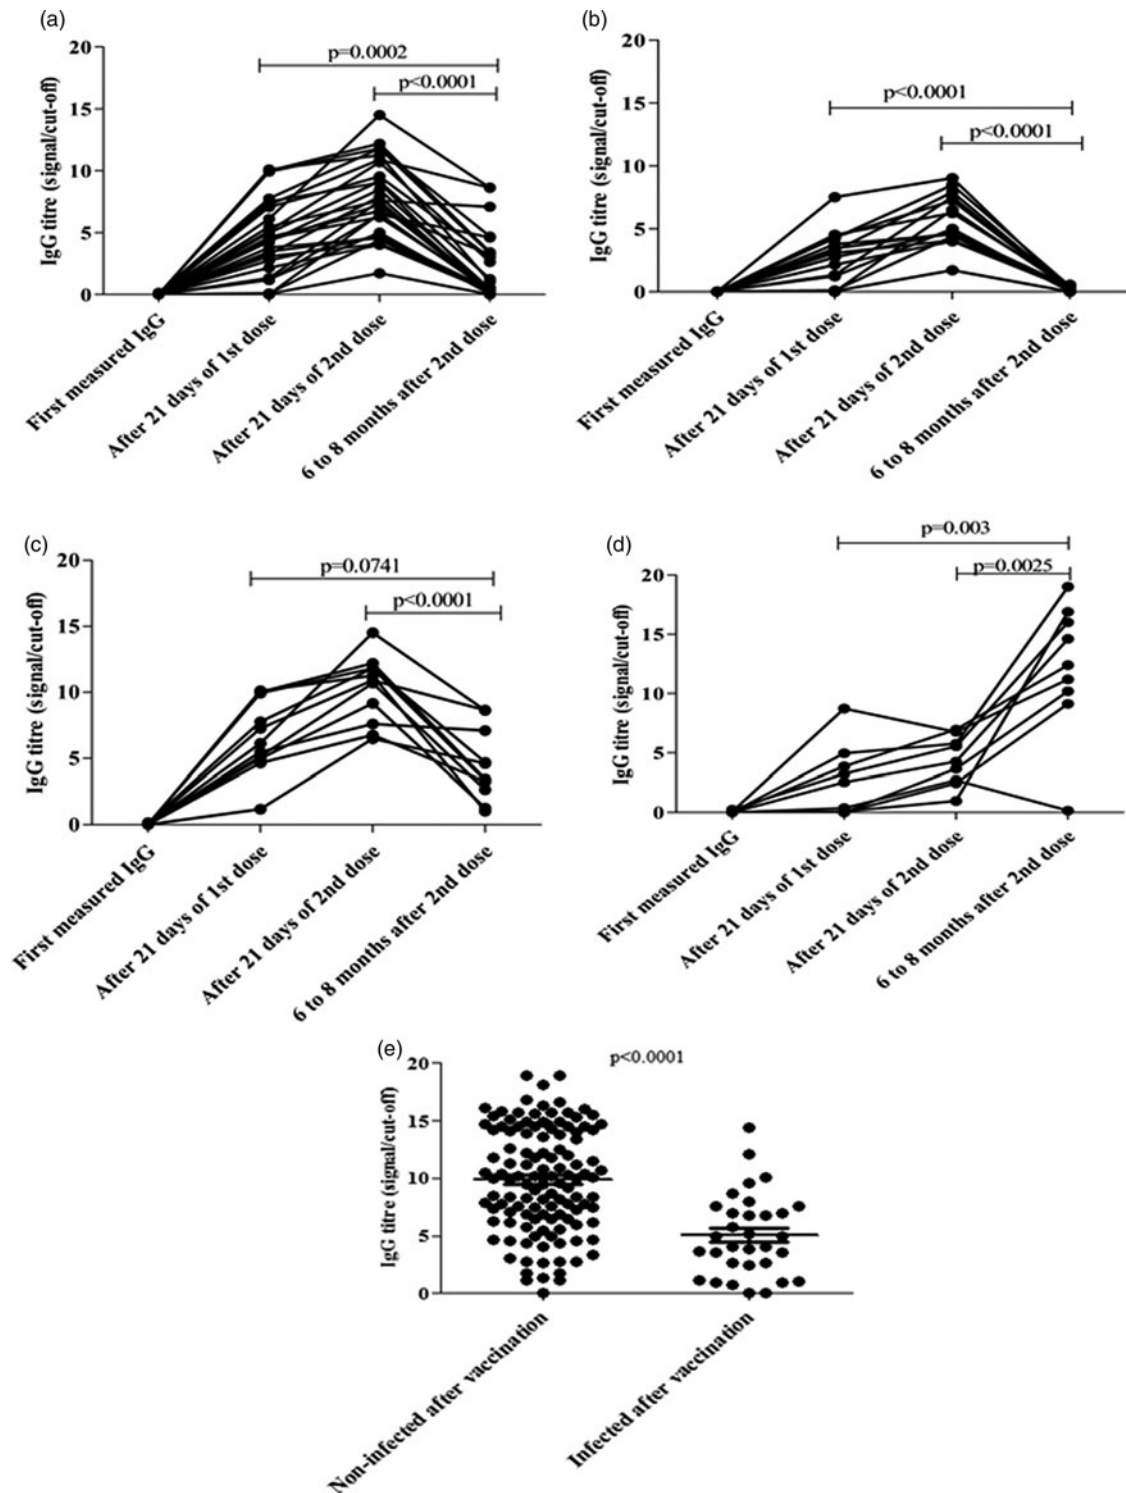 (a)
p=0.0002
p<0.0001
20
15
10
5
0
IgG titre (signal/cut-off)
First measured IgG
After 21 days of 1st dose
After 21 days of 2nd dose
6 to 8 months after 2nd dose
(b)
p<0.0001
p<0.0001
20
15
10
5
0
IgG titre (signal/cut-off)
First measured IgG
After 21 days of 1st dose
After 21 days of 2nd dose
6 to 8 months after 2nd dose
(c)
p=0.0741
p<0.0001
20
15
10
5
0
IgG titre (signal/cut-off)
First measured IgG
After 21 days of 1st dose
After 21 days of 2nd dose
6 to 8 months after 2nd dose
(d)
p=0.003
p=0.0025
20
15
10
5
0
IgG titre (signal/cut-off)
First measured IgG
After 21 days of 1st dose
After 21 days of 2nd dose
6 to 8 months after 2nd dose
(e)
p<0.0001
20
15
10
5
0
IgG titre (signal/cut-off)
Non-infected after vaccination
Infected after vaccination